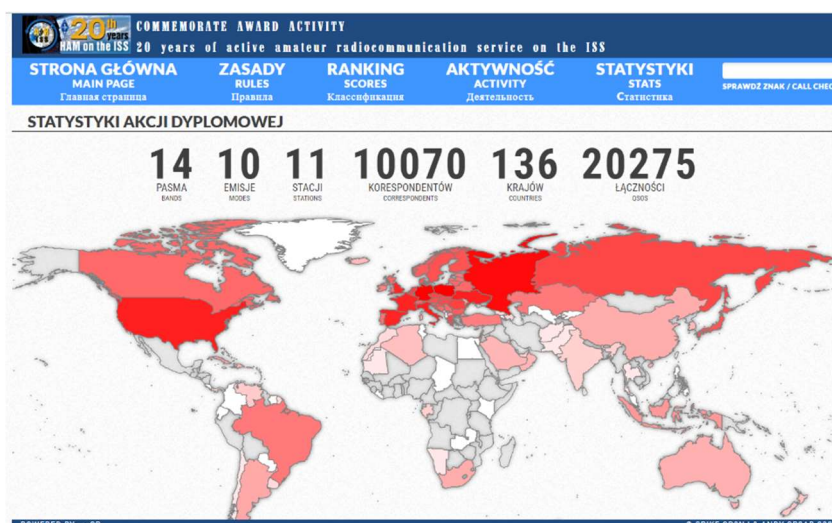 20th years
HAM on the ISS
COMMEMORATE AWARD ACTIVITY
20 years of active amateur radiocommunication service on the ISS
STRONA GŁÓWNA ZASADY RANKING AKTYWNOŚĆ STATYSTYKI
MAIN PAGE RULES SCORES ACTIVITY STATS
Главная страница Правила Классификация Деятельность Статистика
SPRAWDŹ ZNAK / CALL CHEC
STATYSTYKI AKCJI DYPLOMOWEJ
14 10 11 10070 136 20275
PASMA EMISJE STACJI KORESPONDENTÓW KRAJÓW ŁĄCZNOŚCI
BANDS MODES STATIONS CORRESPONDENTS COUNTRIES QSOS